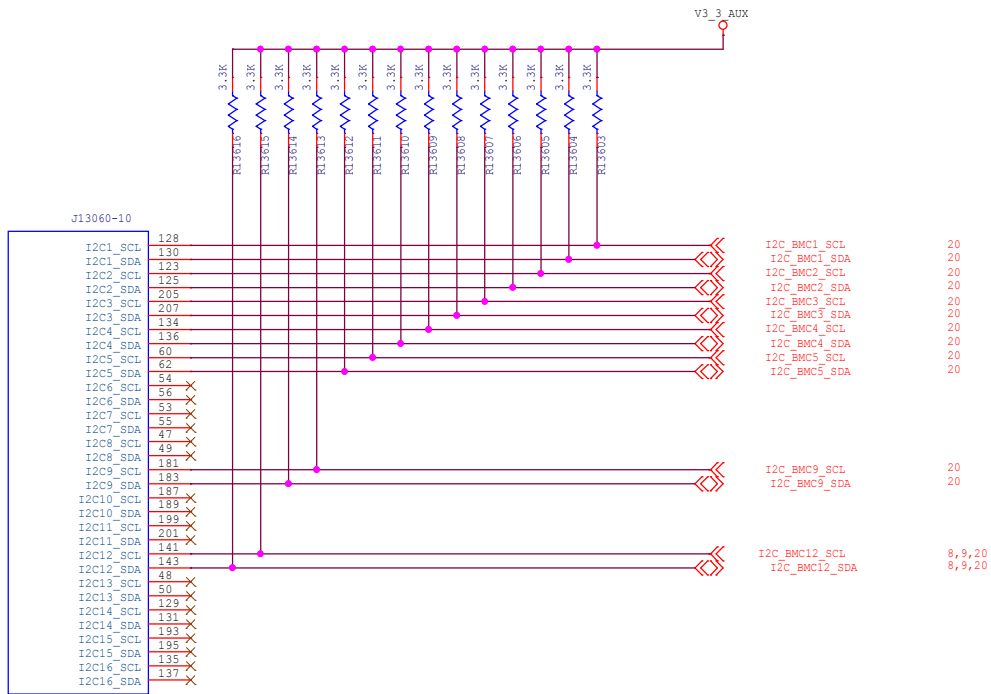 V3_3_AUX
3.3K 3.3K 3.3K 3.3K 3.3K 3.3K 3.3K 3.3K 3.3K 3.3K 3.3K 3.3K 3.3K 3.3K
R13616 R13615 R13614 R13613 R13612 R13611 R13610 R13609 R13608 R13607 R13606 R13605 R13604 R13603
J13060-10
I2C1_SCL 128 I2C_BMC1_SCL 20
I2C1_SDA 130 I2C_BMC1_SDA 20
I2C2_SCL 123 I2C_BMC2_SCL 20
I2C2_SDA 125 I2C_BMC2_SDA 20
I2C3_SCL 205 I2C_BMC3_SCL 20
I2C3_SDA 207 I2C_BMC3_SDA 20
I2C4_SCL 134 I2C_BMC4_SCL 20
I2C4_SDA 136 I2C_BMC4_SDA 20
I2C5_SCL 60 I2C_BMC5_SCL 20
I2C5_SDA 62 I2C_BMC5_SDA 20
I2C6_SCL 54
I2C6_SDA 56
I2C7_SCL 53
I2C7_SDA 55
I2C8_SCL 47
I2C8_SDA 49
I2C9_SCL 181 I2C_BMC9_SCL 20
I2C9_SDA 183 I2C_BMC9_SDA 20
I2C10_SCL 187
I2C10_SDA 189
I2C11_SCL 199
I2C11_SDA 201
I2C12_SCL 141 I2C_BMC12_SCL 8,9,20
I2C12_SDA 143 I2C_BMC12_SDA 8,9,20
I2C13_SCL 48
I2C13_SDA 50
I2C14_SCL 129
I2C14_SDA 131
I2C15_SCL 193
I2C15_SDA 195
I2C16_SCL 135
I2C16_SDA 137